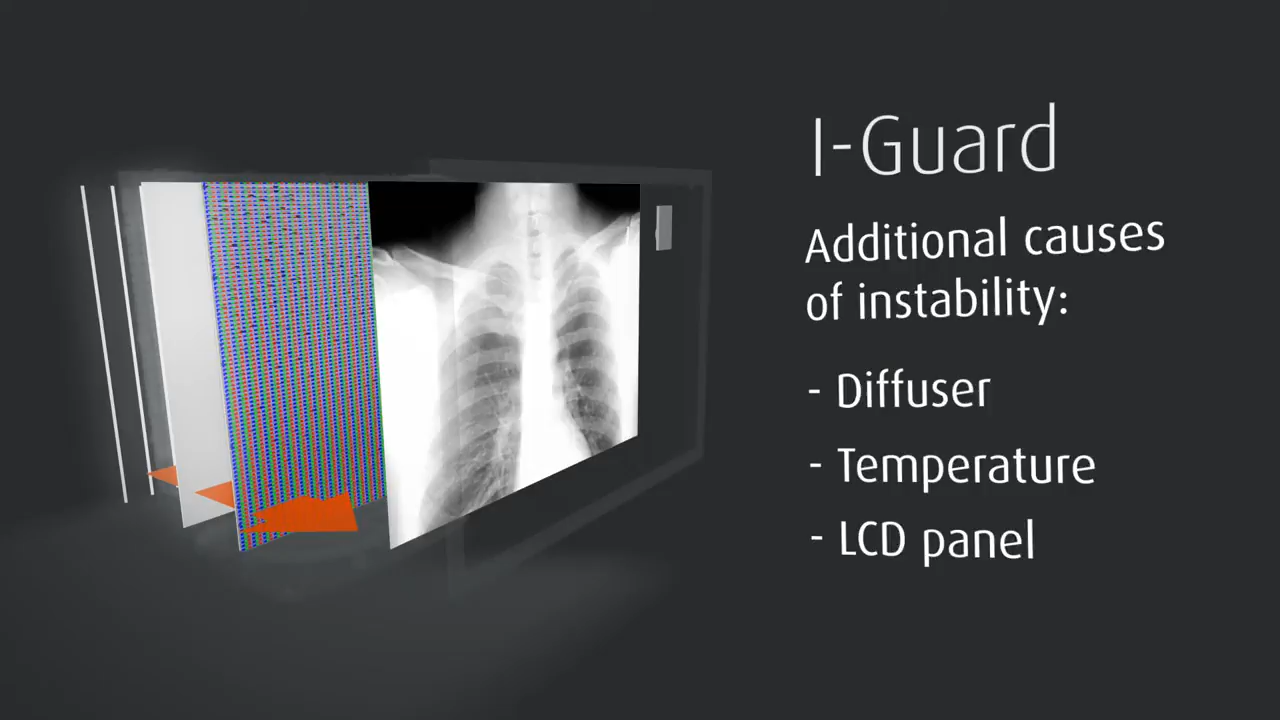 I-Guard
Additional causes
of instability:
- Diffuser
- Temperature
- LCD panel